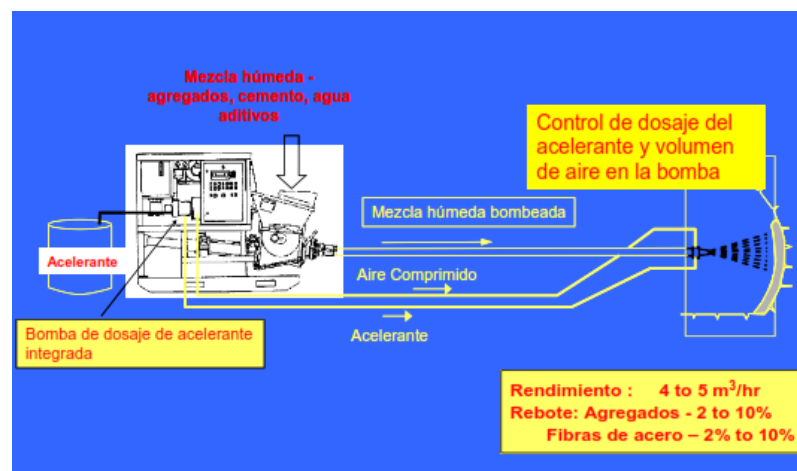 Mezcla húmeda -
agregados, cemento, agua
aditivos
Control de dosaje del
acelerante y volumen
de aire en la bomba
Mezcla húmeda bombeada
Acelerante
Aire Comprimido
Bomba de dosaje de acelerante
integrada
Acelerante
Rendimiento : 4 to 5 m³/hr
Rebote: Agregados - 2 to 10%
Fibras de acero – 2% to 10%